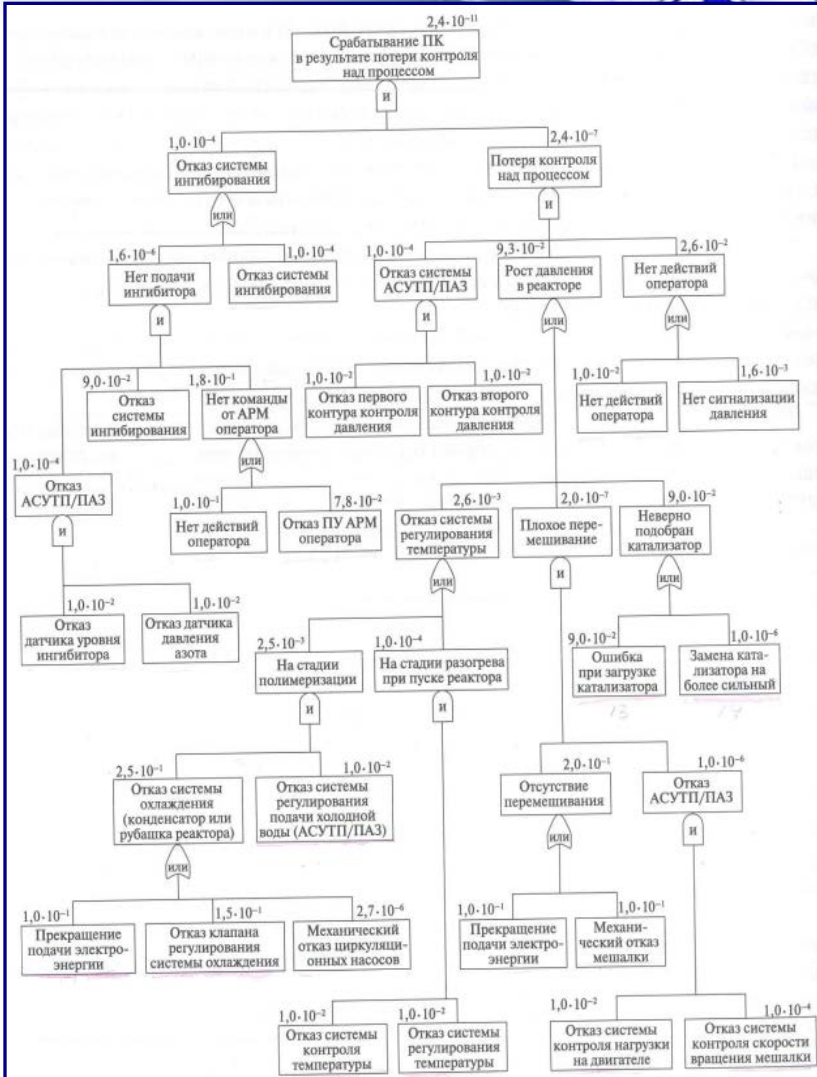 2,4·10⁻¹¹
Срабатывание ПК
в результате потери контроля
над процессом
и
1,0·10⁻⁴
Отказ системы
ингибирования
2,4·10⁻⁷
Потеря контроля
над процессом
или
и
1,6·10⁻⁶
Нет подачи
ингибитора
1,0·10⁻⁴
Отказ системы
ингибирования
1,0·10⁻⁴
Отказ системы
АСУТП/ПАЗ
9,3·10⁻²
Рост давления
в реакторе
2,6·10⁻²
Нет действий
оператора
и
и
или
или
9,0·10⁻²
Отказ
системы
ингибирования
1,8·10⁻¹
Нет команды
от АРМ
оператора
1,0·10⁻²
Отказ первого
контура контроля
давления
1,0·10⁻²
Отказ второго
контура контроля
давления
1,0·10⁻²
Нет действий
оператора
1,6·10⁻³
Нет сигнализации
давления
1,0·10⁻⁴
Отказ
АСУТП/ПАЗ
или
и
1,0·10⁻¹
Нет действий
оператора
7,8·10⁻²
Отказ ПУ АРМ
оператора
2,6·10⁻³
Отказ системы
регулирования
температуры
2,0·10⁻⁷
Плохое пере-
мешивание
9,0·10⁻²
Неверно
подобран
катализатор
или
и
или
1,0·10⁻²
Отказ
датчика уровня
ингибитора
1,0·10⁻²
Отказ датчика
давления
азота
2,5·10⁻³
На стадии
полимеризации
1,0·10⁻⁴
На стадии разогрева
при пуске реактора
9,0·10⁻²
Ошибка
при загрузке
катализатора
1,0·10⁻⁶
Замена ката-
лизатора на
более сильный
13
и
и
2,5·10⁻¹
Отказ системы
охлаждения
(конденсатор или
рубашка реактора)
1,0·10⁻²
Отказ системы
регулирования
подачи холодной
воды (АСУТП/ПАЗ)
2,0·10⁻¹
Отсутствие
перемешивания
1,0·10⁻⁶
Отказ
АСУТП/ПАЗ
или
или
и
1,0·10⁻¹
Прекращение
подачи электро-
энергии
1,5·10⁻¹
Отказ клапана
регулирования
системы охлаждения
2,7·10⁻⁶
Механический
отказ циркуляци-
онных насосов
1,0·10⁻¹
Прекращение
подачи электро-
энергии
1,0·10⁻¹
Механи-
ческий отказ
мешалки
1,0·10⁻²
Отказ системы
контроля
температуры
1,0·10⁻²
Отказ системы
регулирования
температуры
1,0·10⁻²
Отказ системы
контроля нагрузки
на двигателе
1,0·10⁻⁴
Отказ системы
контроля скорости
вращения мешалки